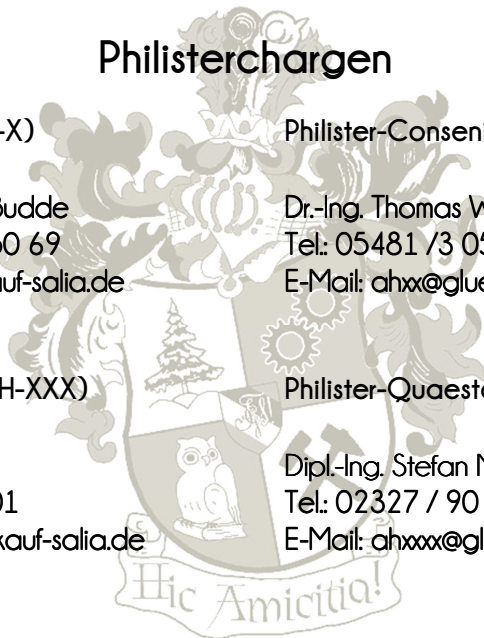 Philisterchargen
-X)
Philister-Conseni
Budde
Dr.-Ing. Thomas W
60 69
Tel.: 05481 /3 05
auf-salia.de
E-Mail: ahxx@glue
H-XXX)
Philister-Quaesto
Dipl.-Ing. Stefan N
01
Tel.: 02327 / 90
kauf-salia.de
E-Mail: ahxxxx@gl
Hic Amicitia!